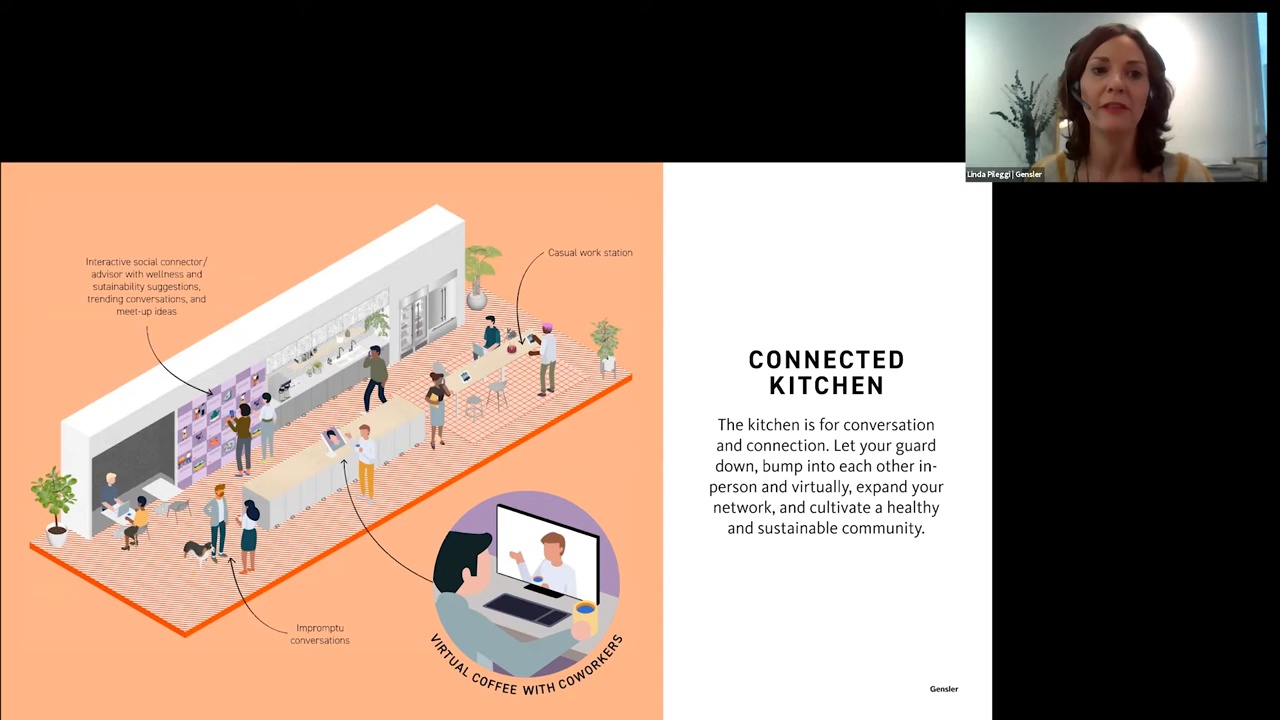 Linda Pileggi | Gensler
Interactive social connector/
advisor with wellness and
sutainability suggestions,
trending conversations, and
meet-up ideas
Casual work station
Impromptu
conversations
VIRTUAL COFFEE WITH COWORKERS
CONNECTED
KITCHEN
The kitchen is for conversation
and connection. Let your guard
down, bump into each other in-
person and virtually, expand your
network, and cultivate a healthy
and sustainable community.
Gensler